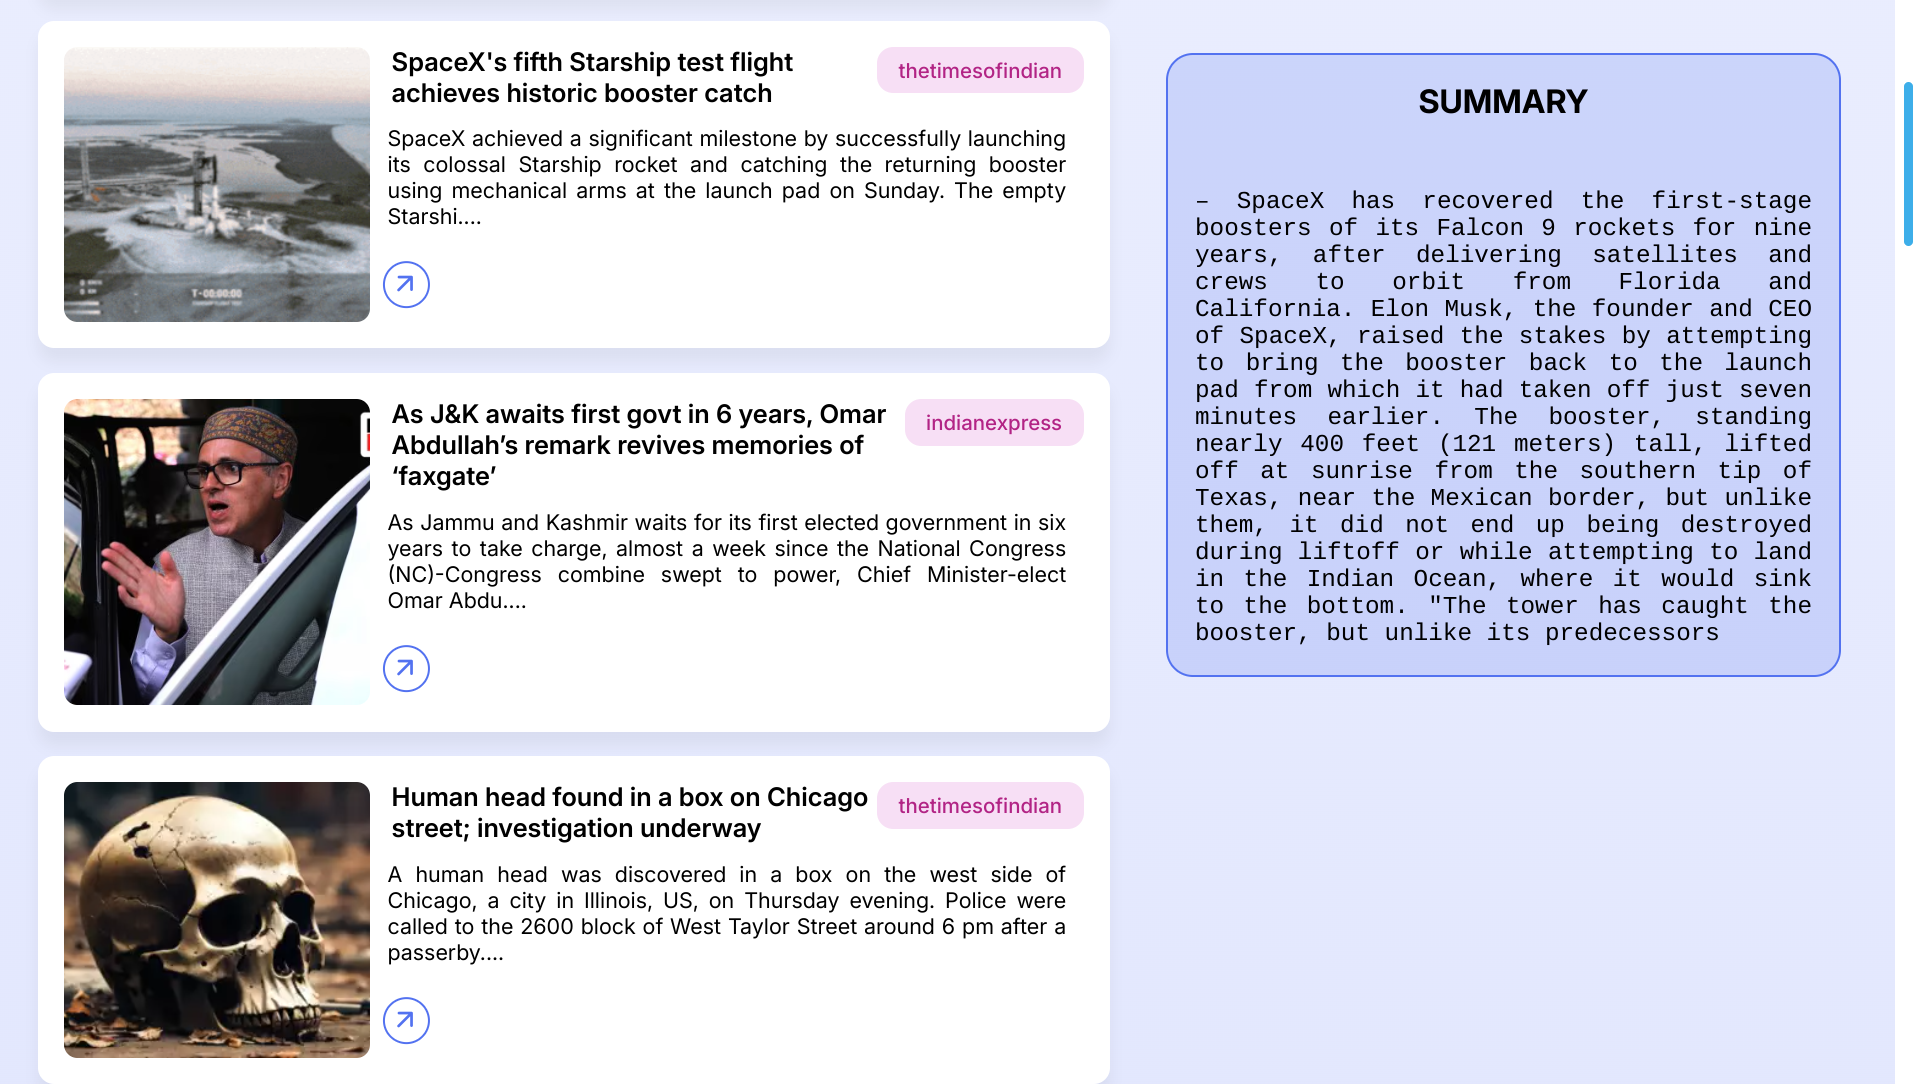 SpaceX's fifth Starship test flight
achieves historic booster catch
thetimesofindian
SpaceX achieved a significant milestone by successfully launching
its colossal Starship rocket and catching the returning booster
using mechanical arms at the launch pad on Sunday. The empty
Starshi....
T-00:00:00
As J&K awaits first govt in 6 years, Omar
Abdullah’s remark revives memories of
‘faxgate’
indianexpress
As Jammu and Kashmir waits for its first elected government in six
years to take charge, almost a week since the National Congress
(NC)-Congress combine swept to power, Chief Minister-elect
Omar Abdu....
Human head found in a box on Chicago
street; investigation underway
thetimesofindian
A human head was discovered in a box on the west side of
Chicago, a city in Illinois, US, on Thursday evening. Police were
called to the 2600 block of West Taylor Street around 6 pm after a
passerby....
SUMMARY
– SpaceX has recovered the first-stage
boosters of its Falcon 9 rockets for nine
years, after delivering satellites and
crews to orbit from Florida and
California. Elon Musk, the founder and CEO
of SpaceX, raised the stakes by attempting
to bring the booster back to the launch
pad from which it had taken off just seven
minutes earlier. The booster, standing
nearly 400 feet (121 meters) tall, lifted
off at sunrise from the southern tip of
Texas, near the Mexican border, but unlike
them, it did not end up being destroyed
during liftoff or while attempting to land
in the Indian Ocean, where it would sink
to the bottom. "The tower has caught the
booster, but unlike its predecessors